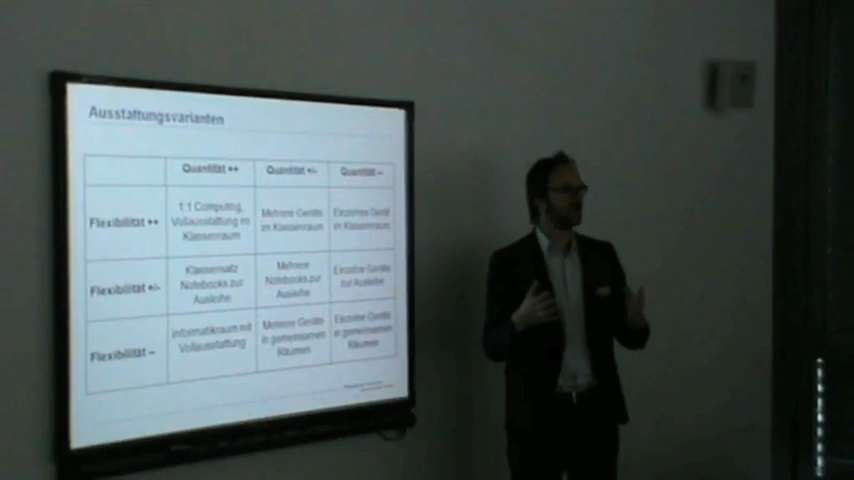 Ausstattungsvarianten
Quantität ++ Quantität +/- Quantität –
Flexibilität ++
1:1 Computing,
Vollausstattung im
Klassenraum
Mehrere Geräte
im Klassenraum
Einzelnes Gerät
im Klassenraum
Flexibilität +/-
Klassensatz
Notebooks zur
Ausleihe
Mehrere
Notebooks zur
Ausleihe
Einzelne Geräte
zur Ausleihe
Flexibilität –
Informatikraum mit
Vollausstattung
Mehrere Geräte
in gemeinsamen
Räumen
Einzelne Geräte
in gemeinsamen
Räumen